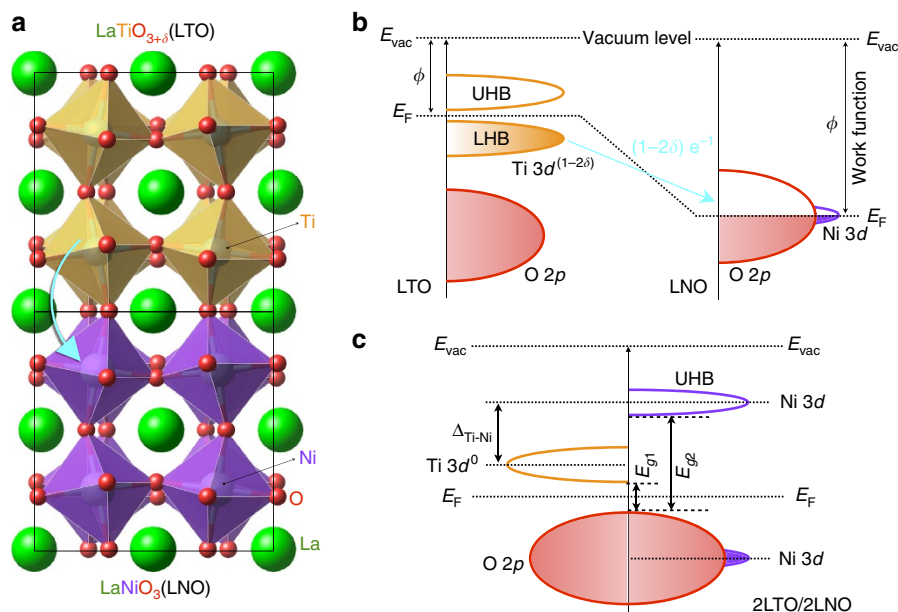 a
LaTiO3+δ(LTO)
Ti
Ni
O
La
LaNiO3(LNO)
b
Evac
Vacuum level
Evac
ϕ
UHB
EF
LHB
Ti 3d(1–2δ)
(1–2δ) e–1
ϕ
Work function
EF
Ni 3d
O 2p
LTO
O 2p
LNO
c
Evac
Evac
UHB
Ni 3d
ΔTi-Ni
Ti 3d0
Eg1
Eg2
EF
EF
O 2p
Ni 3d
2LTO/2LNO